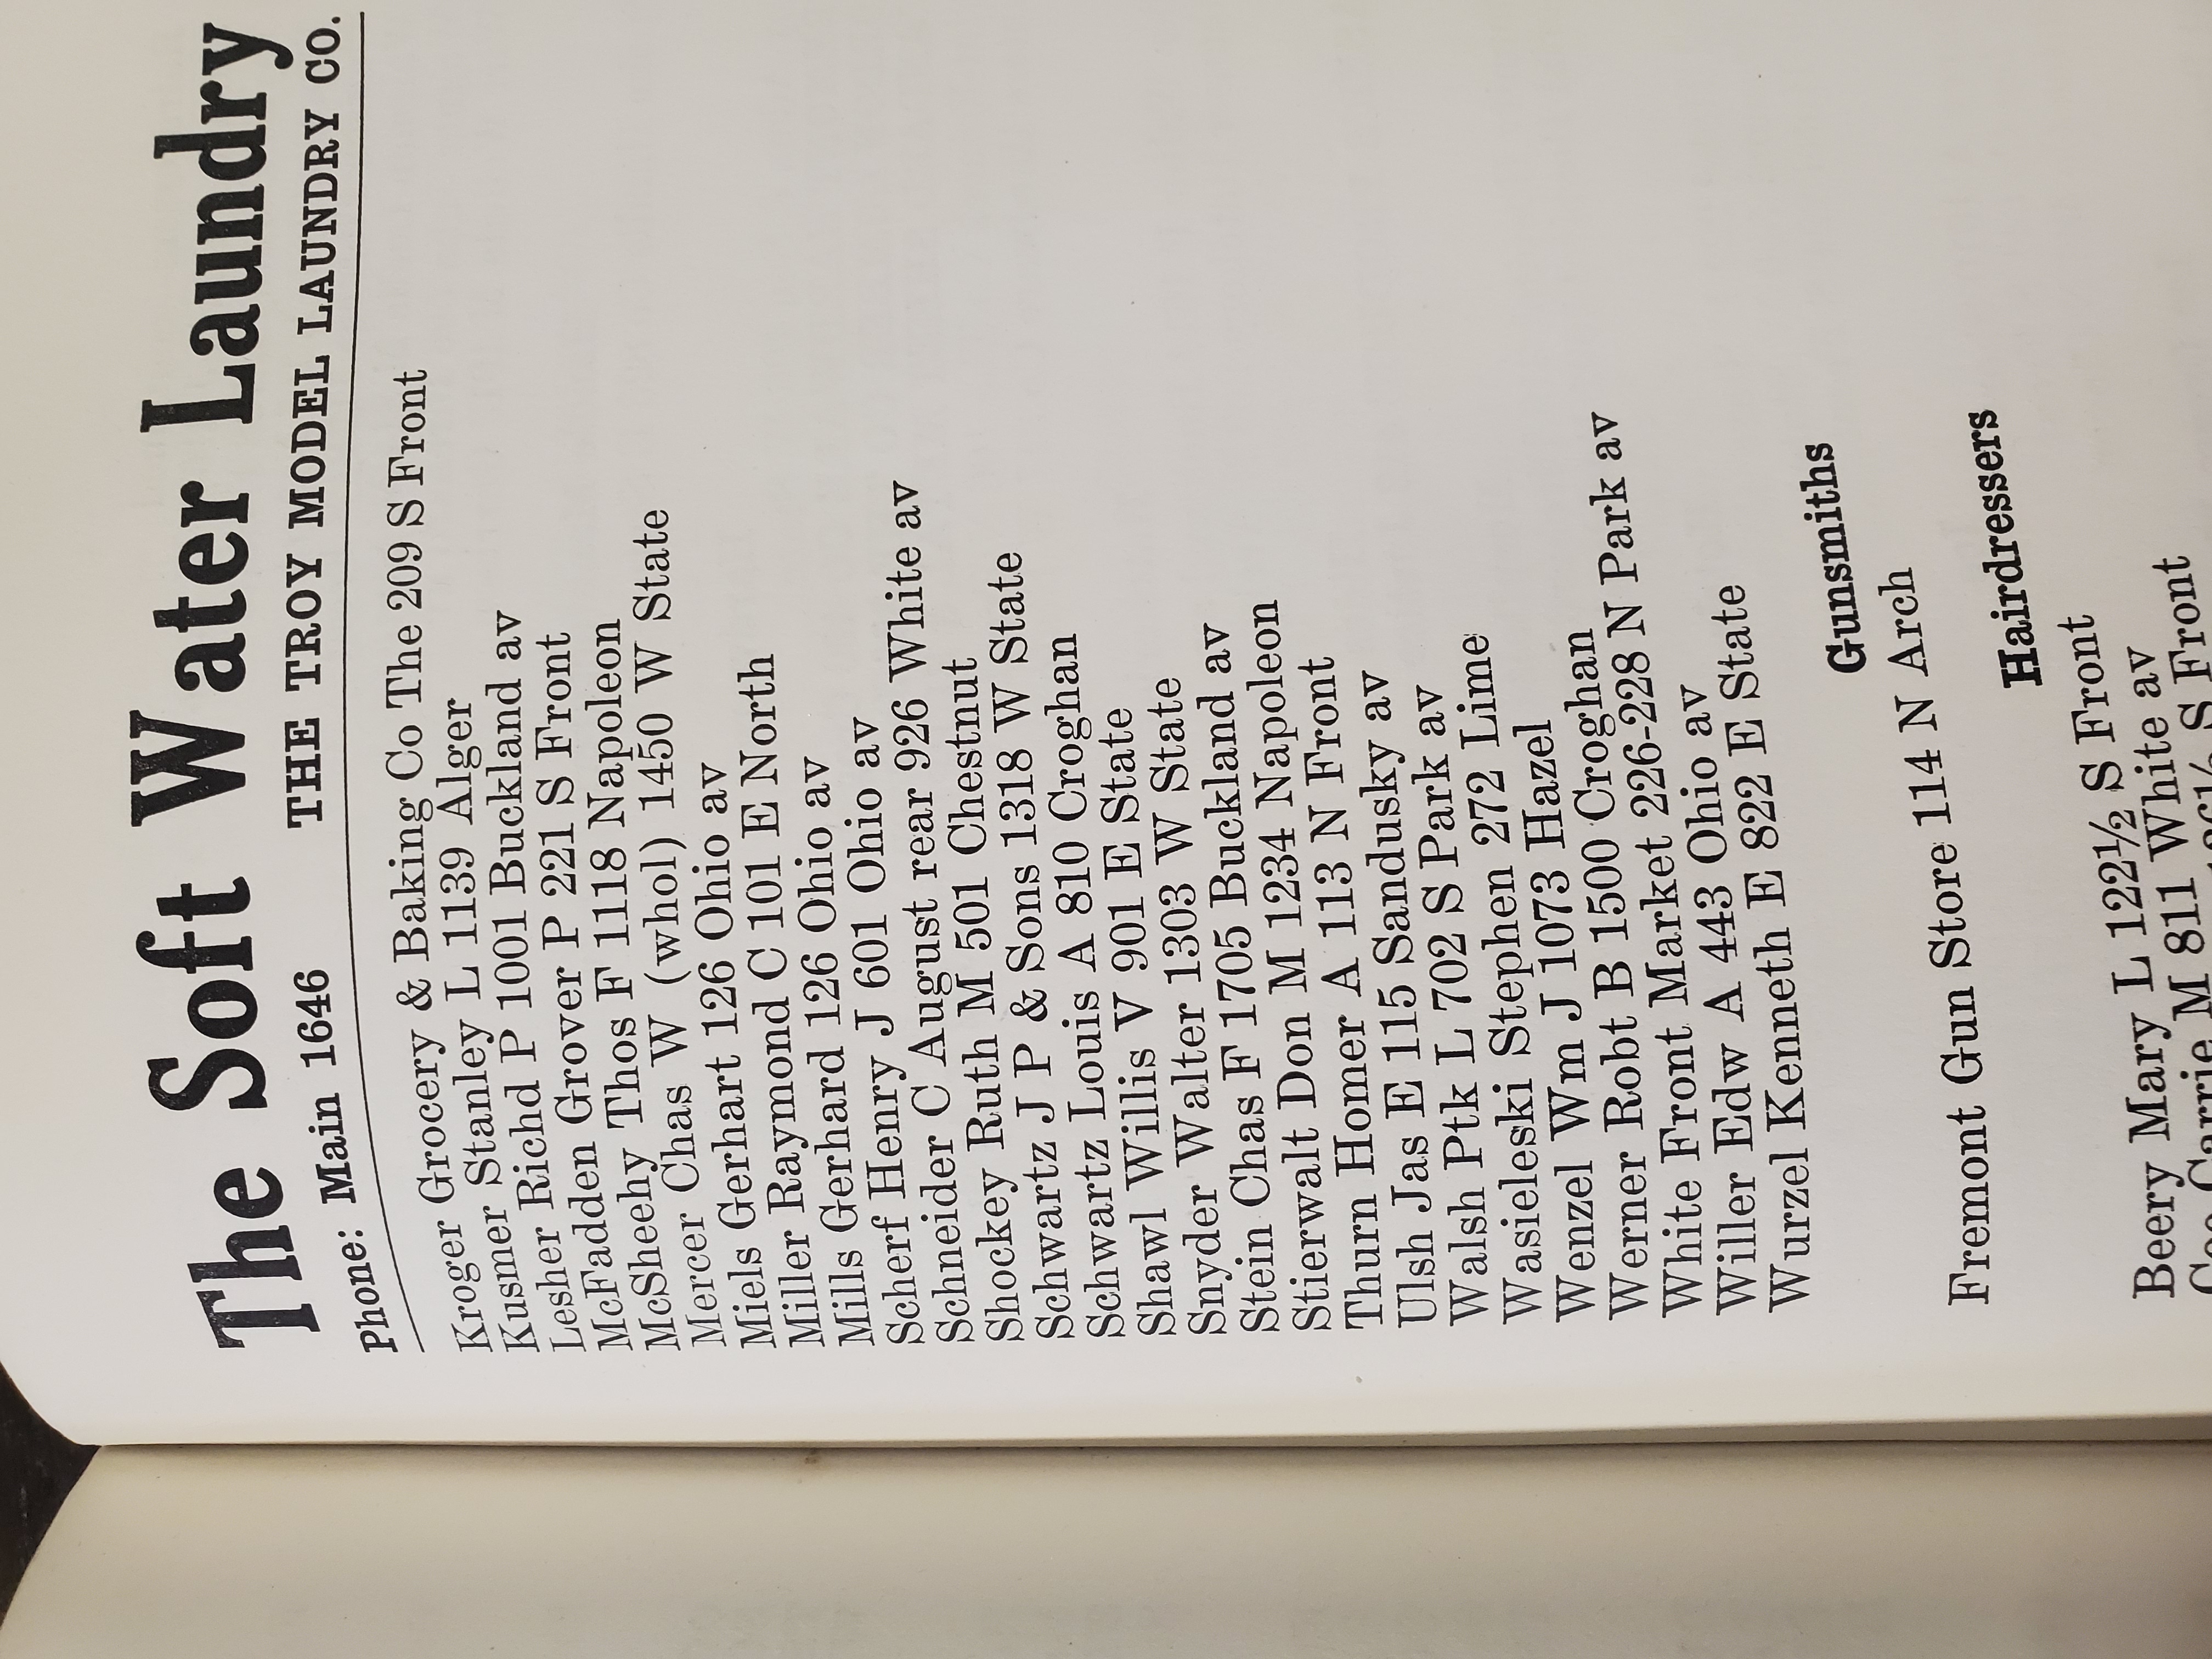 The Soft Water Laundry
Phone: Main 1646 THE TROY MODEL LAUNDRY CO.
Kroger Grocery & Baking Co The 209 S Front
Kusmer Stanley L 1139 Alger
Lesher Richd P 1001 Buckland av
McFadden Grover P 221 S Front
McSheehy Thos F 1118 Napoleon
Mercer Chas W (whol) 1450 W State
Miels Gerhart 126 Ohio av
Miller Raymond C 101 E North
Mills Gerhard 126 Ohio av
Scherf Henry J 601 Ohio av
Schneider C August rear 926 White av
Shockey Ruth M 501 Chestnut
Schwartz J P & Sons 1318 W State
Schwartz Louis A 810 Croghan
Shawl Willis V 901 E State
Snyder Walter 1303 W State
Stein Chas F 1705 Buckland av
Stierwalt Don M 1234 Napoleon
Thurn Homer A 113 N Front
Ulsh Jas E 115 Sandusky av
Walsh Ptk L 702 S Park av
Wasieleski Stephen 272 Lime
Wenzel Wm J 1073 Hazel
Werner Robt B 1500 Croghan
White Front Market 226-228 N Park av
Willer Edw A 443 Ohio av
Wurzel Kenneth E 822 E State
Gunsmiths
Fremont Gun Store 114 N Arch
Hairdressers
Beery Mary L 122½ S Front
Carrie M 811 White av
S Front